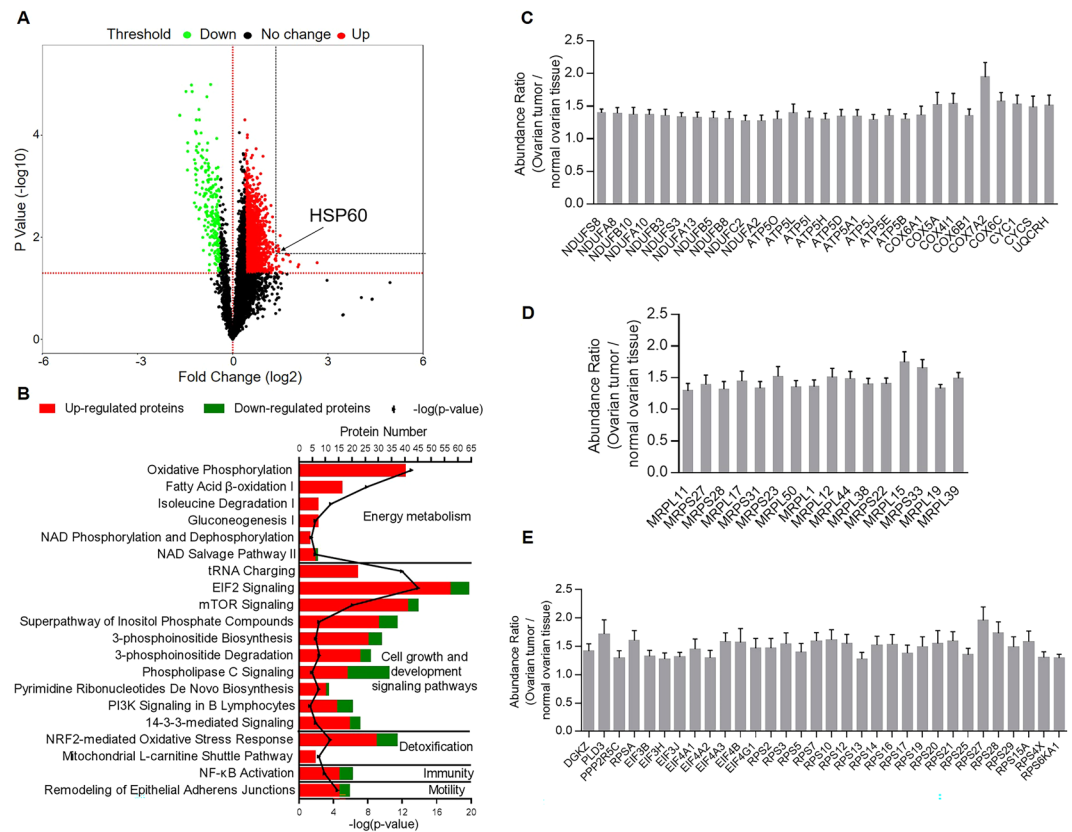 A
Threshold Down No change Up
P Value (-log10)
4
2
0
HSP60
-6 -3 0 3 6
Fold Change (log2)
B
Up-regulated proteins Down-regulated proteins -log(p-value)
Protein Number
0 5 10 15 20 25 30 35 40 45 50 55 60 65
Oxidative Phosphorylation
Fatty Acid β-oxidation I
Isoleucine Degradation I
Gluconeogenesis I
NAD Phosphorylation and Dephosphorylation
NAD Salvage Pathway II
tRNA Charging
EIF2 Signaling
mTOR Signaling
Superpathway of Inositol Phosphate Compounds
3-phosphoinositide Biosynthesis
3-phosphoinositide Degradation
Phospholipase C Signaling
Pyrimidine Ribonucleotides De Novo Biosynthesis
PI3K Signaling in B Lymphocytes
14-3-3-mediated Signaling
NRF2-mediated Oxidative Stress Response
Mitochondrial L-carnitine Shuttle Pathway
NF-κB Activation
Remodeling of Epithelial Adherens Junctions
Energy metabolism
Cell growth and
development
signaling pathways
Detoxification
Immunity
Motility
0 4 8 12 16 20
-log(p-value)
C
Abundance Ratio
(Ovarian tumor /
normal ovarian tissue)
2.5
2.0
1.5
1.0
0.5
0.0
NDUFS8 NDUFA8 NDUFB10 NDUFA10 NDUFB3 NDUFS3 NDUFA13 NDUFB5 NDUFB8 NDUFC2 NDUFA2 ATP5O ATP5L ATP5I ATP5H ATP5D ATP5A1 ATP5J ATP5E ATP5B COX6A1 COX5A COX4I1 COX6B1 COX7A2 COX6C CYC1 CYCS UQCRH
D
Abundance Ratio
(Ovarian tumor /
normal ovarian tissue)
2.5
2.0
1.5
1.0
0.5
0.0
MRPL11 MRPS27 MRPS28 MRPL17 MRPS31 MRPS23 MRPL50 MRPL1 MRPL12 MRPL44 MRPL38 MRPS22 MRPL15 MRPS33 MRPL19 MRPL39
E
Abundance Ratio
(Ovarian tumor /
normal ovarian tissue)
2.5
2.0
1.5
1.0
0.5
0.0
DGKZ PLD3 PPP2R5C RPSA EIF3B EIF3H EIF3J EIF4A1 EIF4A2 EIF4A3 EIF4B EIF4G1 RPS2 RPS3 RPS5 RPS7 RPS10 RPS12 RPS13 RPS14 RPS16 RPS17 RPS19 RPS20 RPS21 RPS25 RPS27 RPS28 RPS29 RPS15A RPS4X RPS6KA1